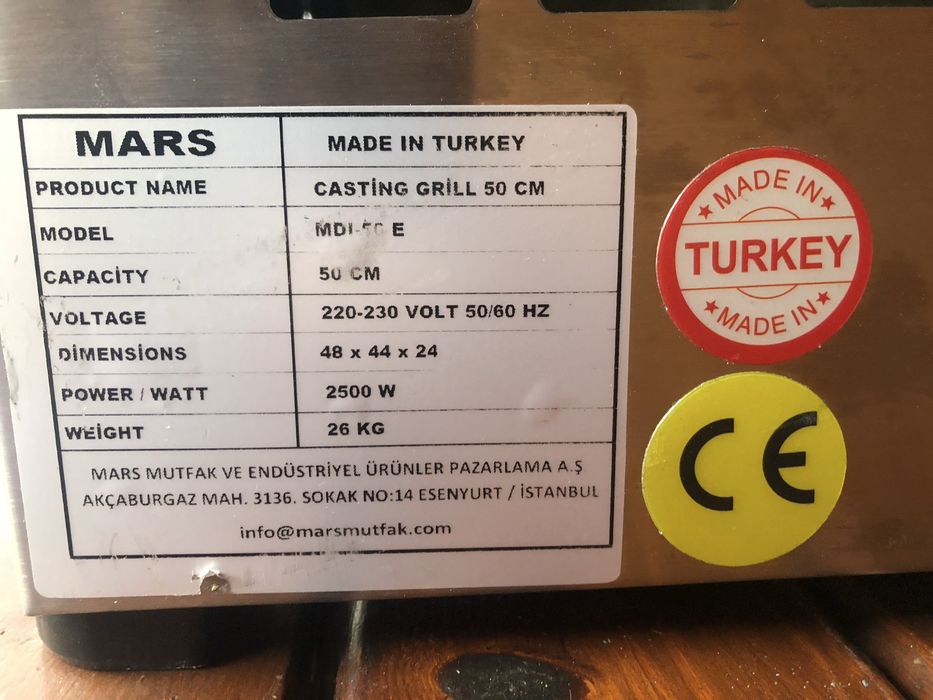 MARS MADE IN TURKEY
PRODUCT NAME CASTİNG GRİLL 50 CM
MODEL E
CAPACİTY 50 CM
VOLTAGE 220-230 VOLT 50/60 HZ
DİMENSIONS 48 x 44 x 24
POWER / WATT 2500 W
WEİGHT 26 KG
MARS MUTFAK VE ENDÜSTRİYEL ÜRÜNLER PAZARLAMA A.Ş
AKÇABURGAZ MAH. 3136. SOKAK NO:14 ESENYURT / İSTANBUL
info@marsmutfak.com
MADE IN
TURKEY
MADE IN
CE